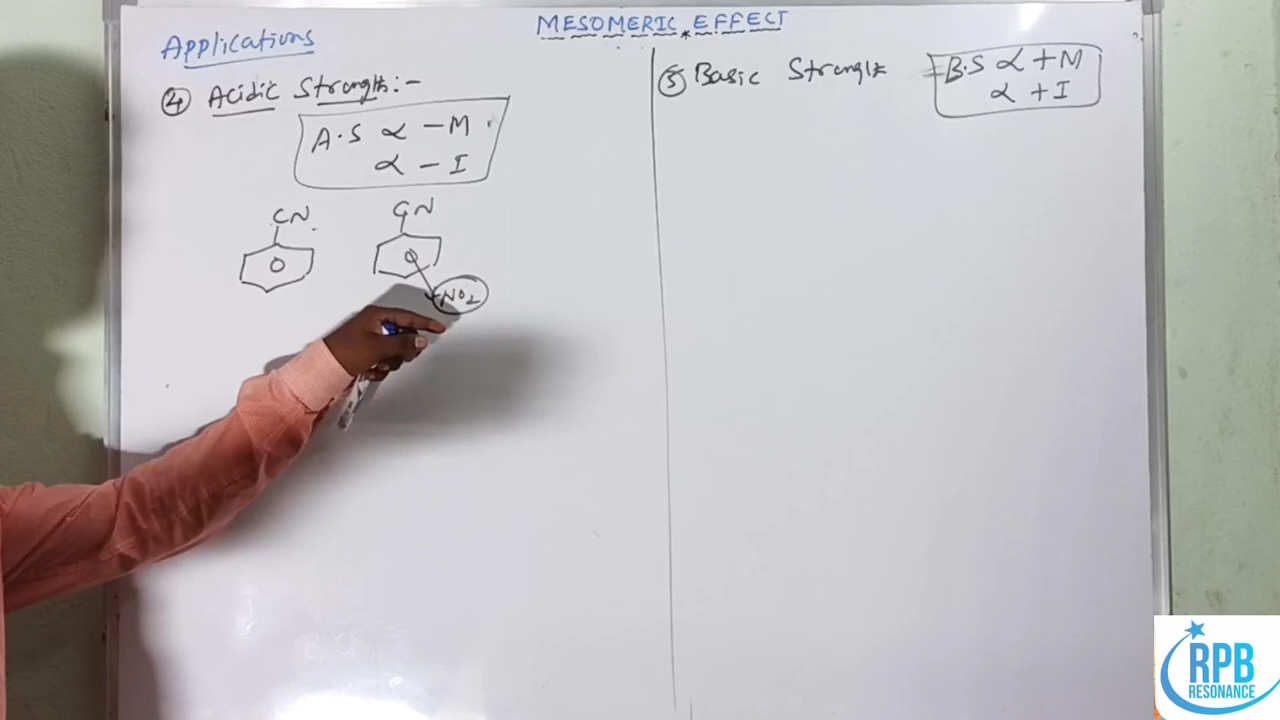 MESOMERIC EFFECT
Applications
④ Acidic Strength:-
A.S ∝ -M
∝ -I
CN
CN
NO₂
⑤ Basic Strength
B.S ∝ +M
∝ +I
RPB
RESONANCE